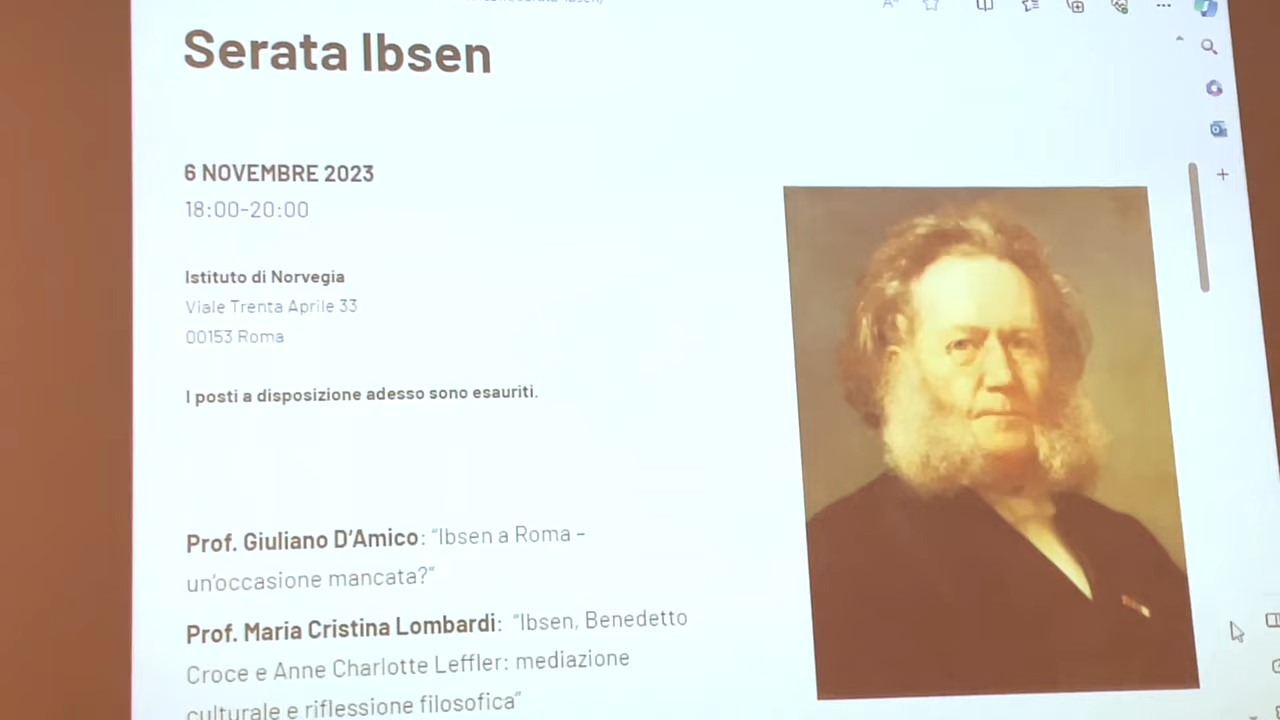 Serata Ibsen
6 NOVEMBRE 2023
18:00-20:00
Istituto di Norvegia
Viale Trenta Aprile 33
00153 Roma
I posti a disposizione adesso sono esauriti.
Prof. Giuliano D'Amico: "Ibsen a Roma –
un'occasione mancata?"
Prof. Maria Cristina Lombardi: "Ibsen, Benedetto
Croce e Anne Charlotte Leffler: mediazione
culturale e riflessione filosofica"